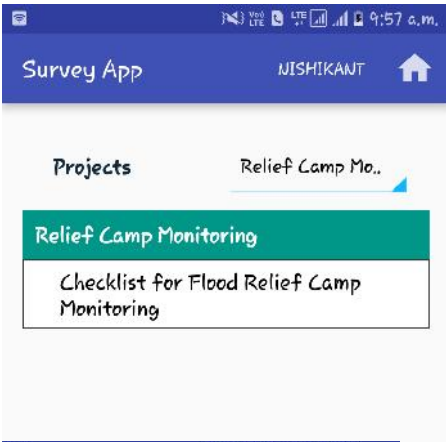 9:57 a.m.
Survey App NISHIKANT
Projects Relief Camp Mo..
Relief Camp Monitoring
Checklist for Flood Relief Camp
Monitoring